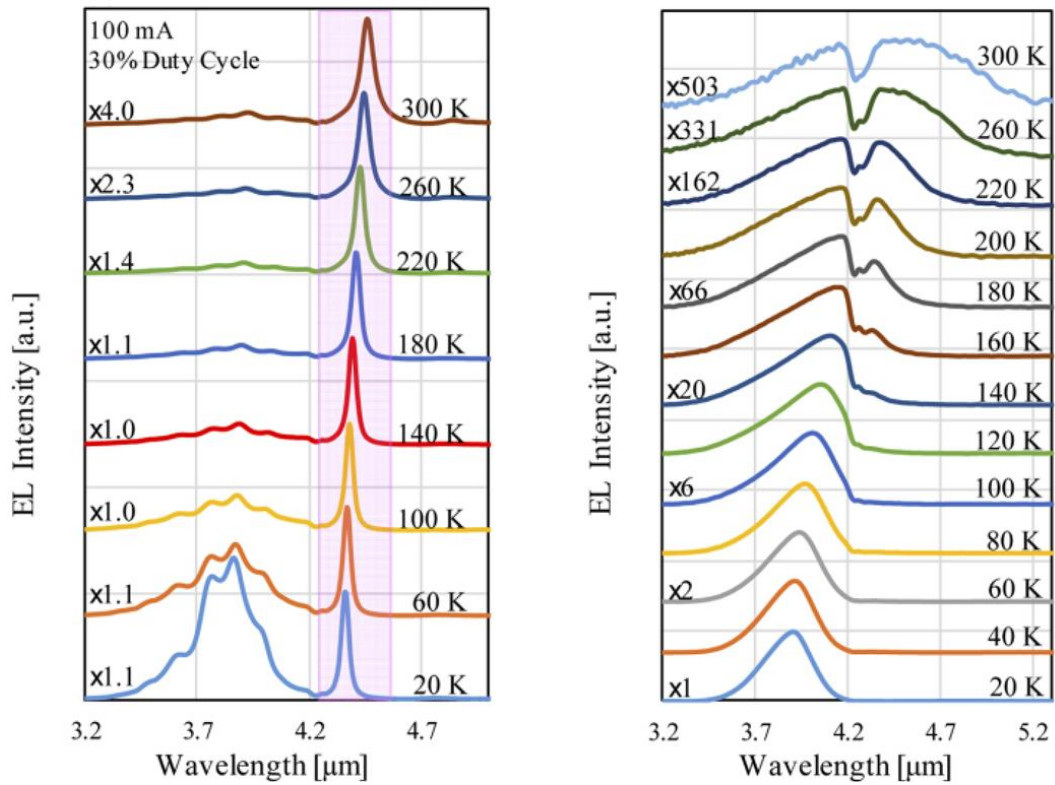 100 mA
30% Duty Cycle
x4.0 300 K
x2.3 260 K
x1.4 220 K
x1.1 180 K
x1.0 140 K
x1.0 100 K
x1.1 60 K
x1.1 20 K
EL Intensity [a.u.]
3.2 3.7 4.2 4.7
Wavelength [μm]
300 K
x503
260 K
x331
220 K
x162
200 K
180 K
x66
160 K
140 K
x20
120 K
100 K
x6
80 K
60 K
x2
40 K
20 K
x1
EL Intensity [a.u.]
3.2 3.7 4.2 4.7 5.2
Wavelength [μm]